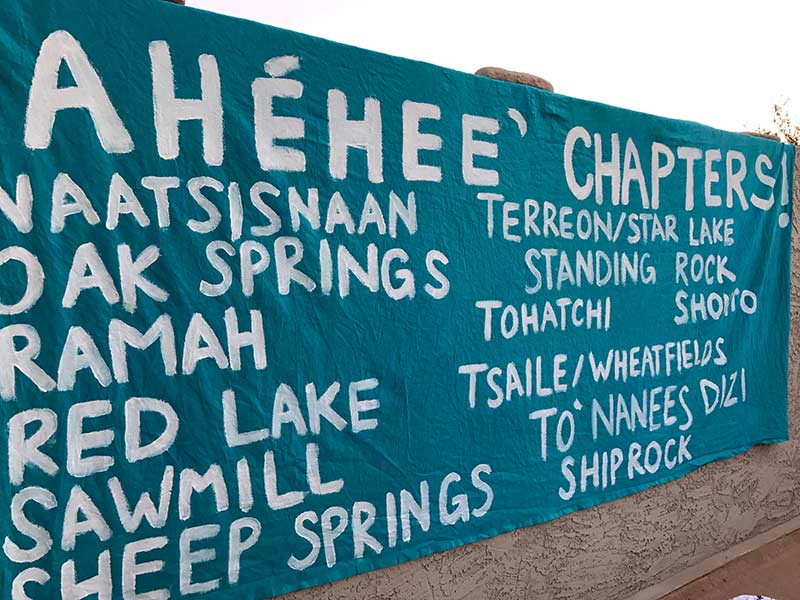 AHÉHEE' CHAPTERS!
NAATSISNAAN
OAK SPRINGS
RAMAH
RED LAKE
SAWMILL
SHEEP SPRINGS
TERREON/STAR LAKE
STANDING ROCK
TOHATCHI SHONTO
TSAILE/WHEATFIELDS
TO' NANEES DIZI
SHIPROCK